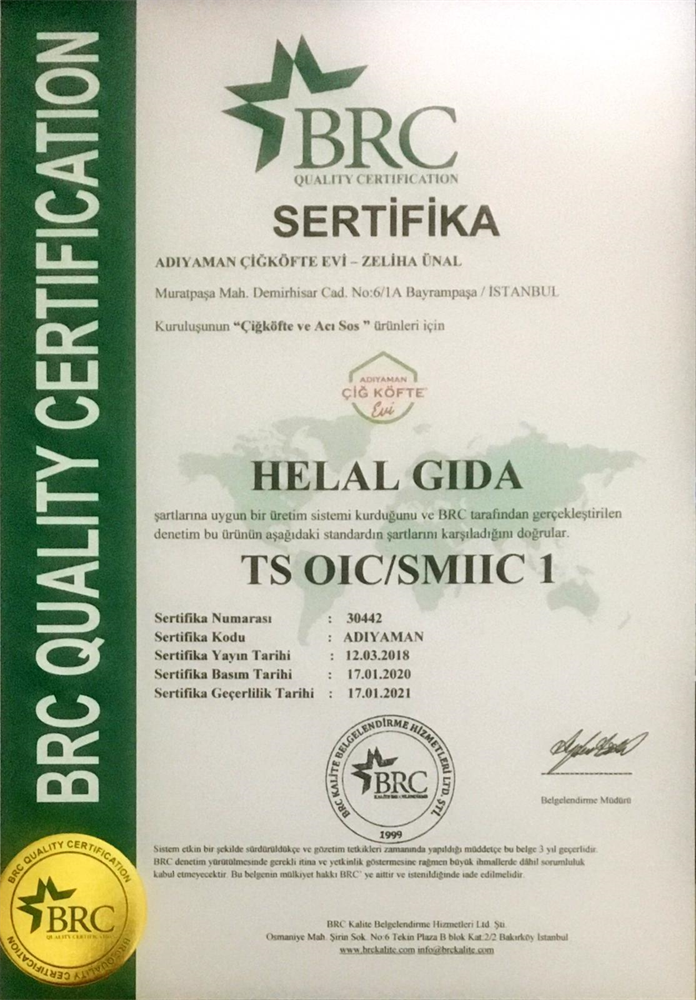 BRC QUALITY CERTIFICATION
BRC
QUALITY CERTIFICATION
SERTİFİKA
ADIYAMAN ÇİĞKÖFTE EVİ – ZELİHA ÜNAL
Muratpaşa Mah. Demirhisar Cad. No:6/1A Bayrampaşa / İSTANBUL
Kuruluşunun “Çiğköfte ve Acı Sos ” ürünleri için
ADIYAMAN
ÇİĞ KÖFTE
Evi
HELAL GIDA
şartlarına uygun bir üretim sistemi kurduğunu ve BRC tarafından gerçekleştirilen
denetim bu ürünün aşağıdaki standardın şartlarını karşıladığını doğrular.
TS OIC/SMIIC 1
Sertifika Numarası : 30442
Sertifika Kodu : ADIYAMAN
Sertifika Yayın Tarihi : 12.03.2018
Sertifika Basım Tarihi : 17.01.2020
Sertifika Geçerlilik Tarihi : 17.01.2021
BRC KALİTE BELGELENDİRME HİZMETLERİ LTD. ŞTİ.
BRC
1999
Belgelendirme Müdürü
Sistem etkin bir şekilde sürdürüldükçe ve gözetim tetkikleri zamanında yapıldığı müddetçe bu belge 3 yıl geçerlidir.
BRC denetim yürütülmesinde gerekli itina ve yetkinlik göstermesine rağmen büyük ihmallerde dâhil sorumluluk
kabul etmeyecektir. Bu belgenin mülkiyet hakkı BRC' ye aittir ve istenildiğinde iade edilmelidir.
BRC QUALITY CERTIFICATION
BRC
QUALITY CERTIFICATION
BRC QUALITY CERTIFICATION
BRC Kalite Belgelendirme Hizmetleri Ltd. Şti.
Osmaniye Mah. Şirin Sok. No:6 Tekin Plaza B blok Kat:2/2 Bakırköy İstanbul
www.brckalite.com info@brckalite.com